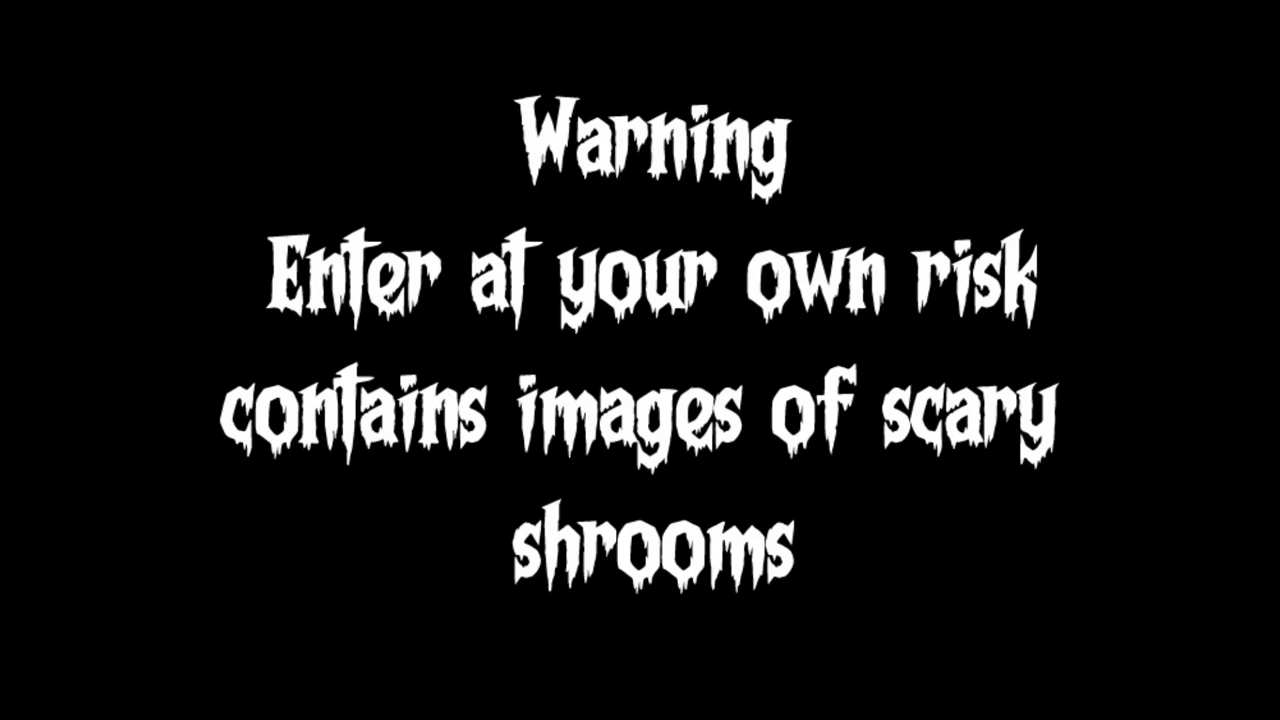 Warning
Enter at your own risk
contains images of scary
shrooms